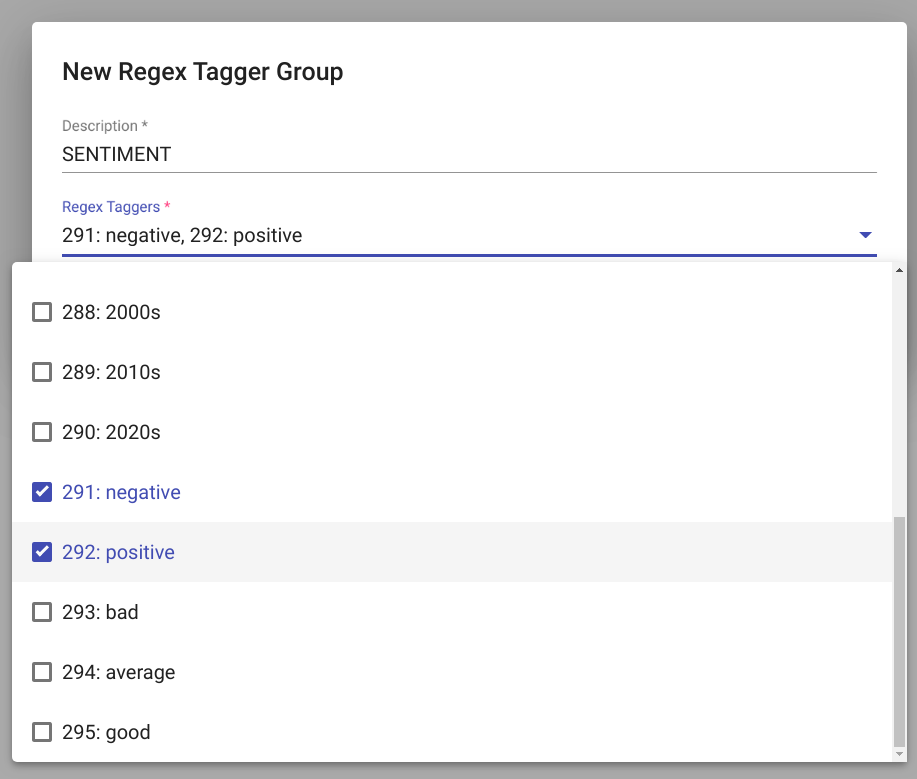 New Regex Tagger Group
Description *
SENTIMENT
Regex Taggers *
291: negative, 292: positive
288: 2000s
289: 2010s
290: 2020s
291: negative
292: positive
293: bad
294: average
295: good